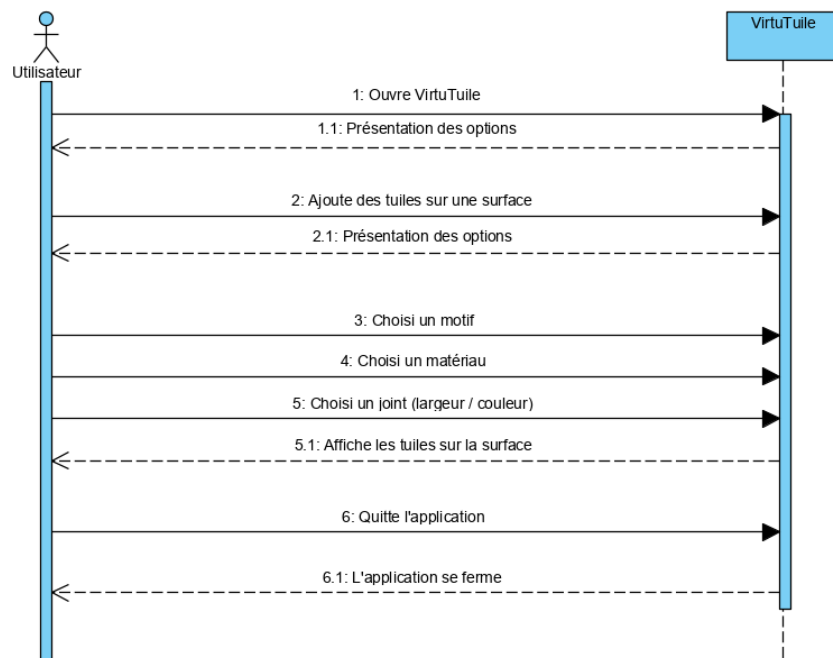 VirtuTuile
Utilisateur
1: Ouvre VirtuTuile
1.1: Présentation des options
2: Ajoute des tuiles sur une surface
2.1: Présentation des options
3: Choisi un motif
4: Choisi un matériau
5: Choisi un joint (largeur / couleur)
5.1: Affiche les tuiles sur la surface
6: Quitte l'application
6.1: L'application se ferme